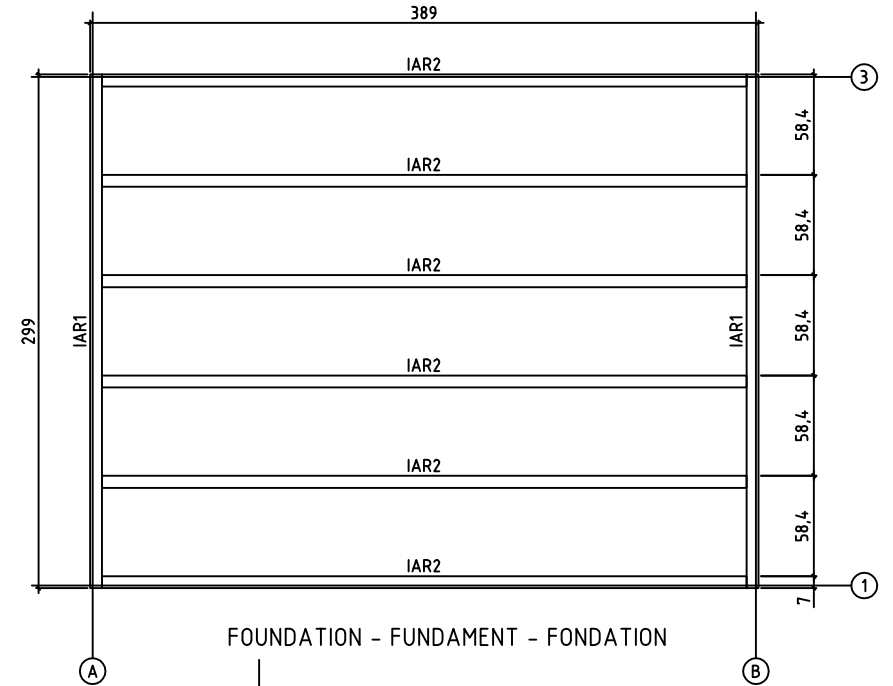 389
IAR2
3
58,4
IAR2
58,4
IAR2
299
IAR1
IAR1
58,4
IAR2
58,4
IAR2
58,4
IAR2
1
7
FOUNDATION - FUNDAMENT - FONDATION
A
B